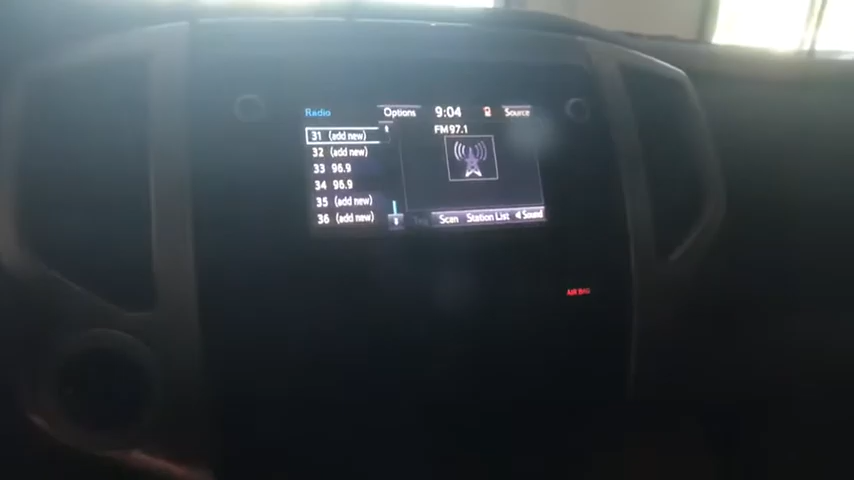 Radio Options 9:04 Source
31 (add new)
32 (add new)
33 96.9
34 96.9
35 (add new)
36 (add new)
FM 97.1
Scan Station List Sound
AIR BAG